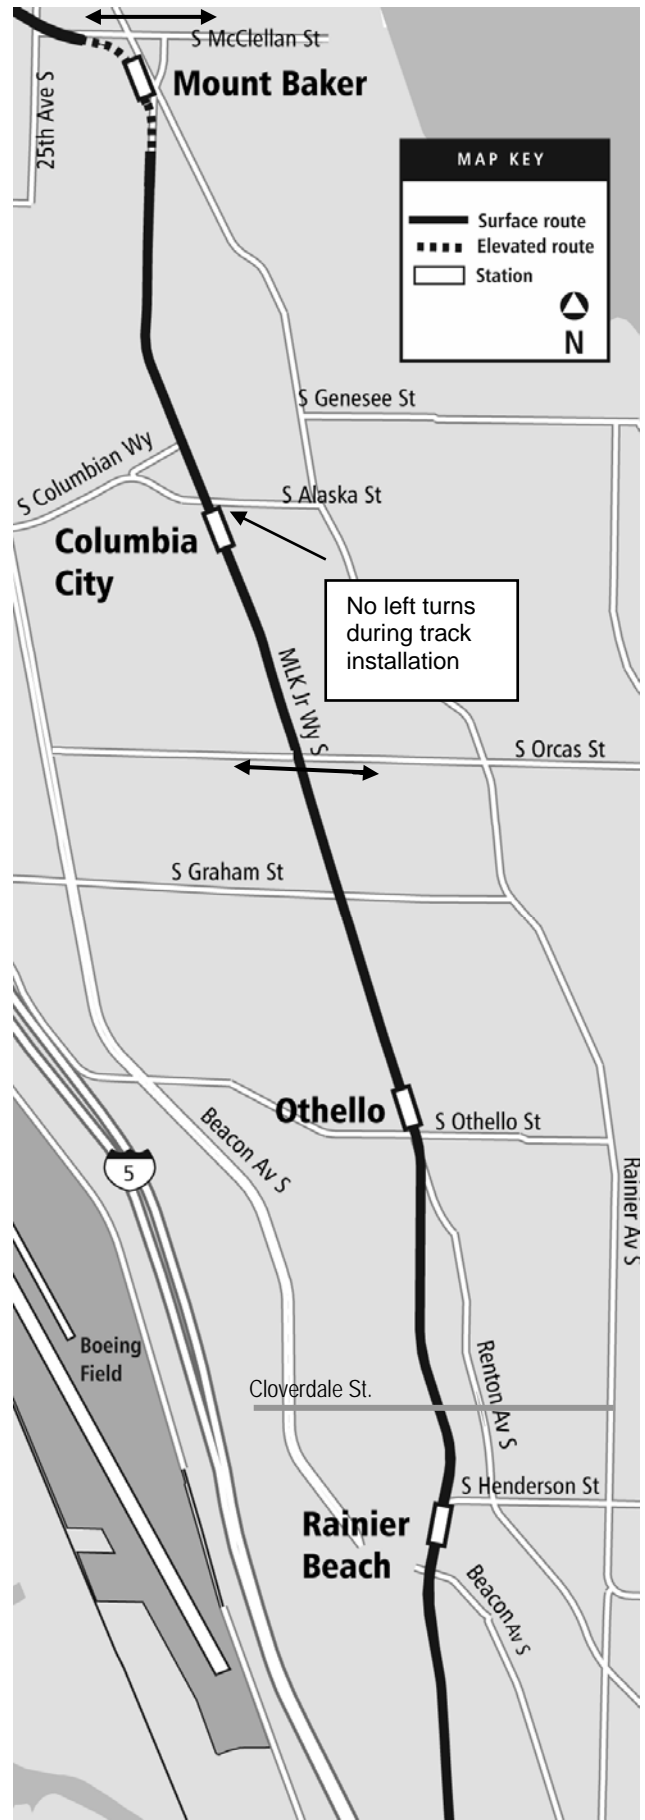 S McClellan St
Mount Baker
25th Ave S
MAP KEY
Surface route
Elevated route
Station
N
S Genesee St
S Columbian Wy
S Alaska St
Columbia
City
No left turns
during track
installation
MLK Jr Wy S
S Orcas St
S Graham St
Othello
S Othello St
Beacon Av S
5
Rainier Av S
Boeing
Field
Renton Av S
Cloverdale St.
S Henderson St
Rainier
Beach
Beacon Av S